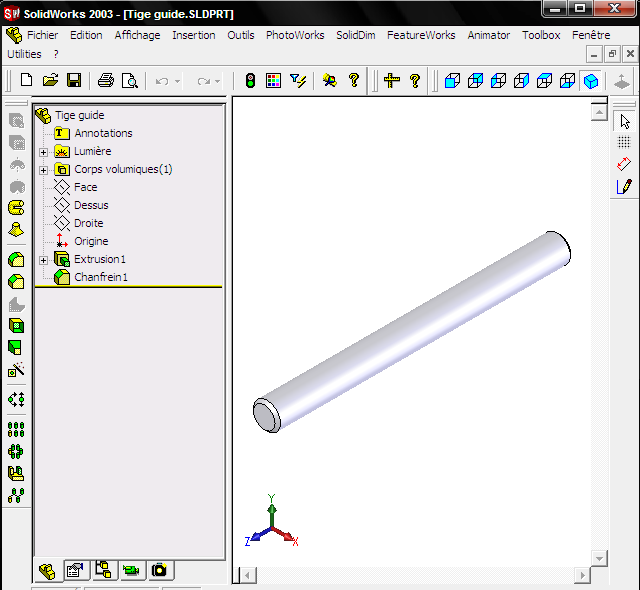 SolidWorks 2003 - [Tige guide.SLDPRT]
Fichier Edition Affichage Insertion Outils PhotoWorks SolidDim FeatureWorks Animator Toolbox Fenêtre
Utilities ?
Tige guide
Annotations
Lumière
Corps volumiques(1)
Face
Dessus
Droite
Origine
Extrusion1
Chanfrein1
Y
Z X